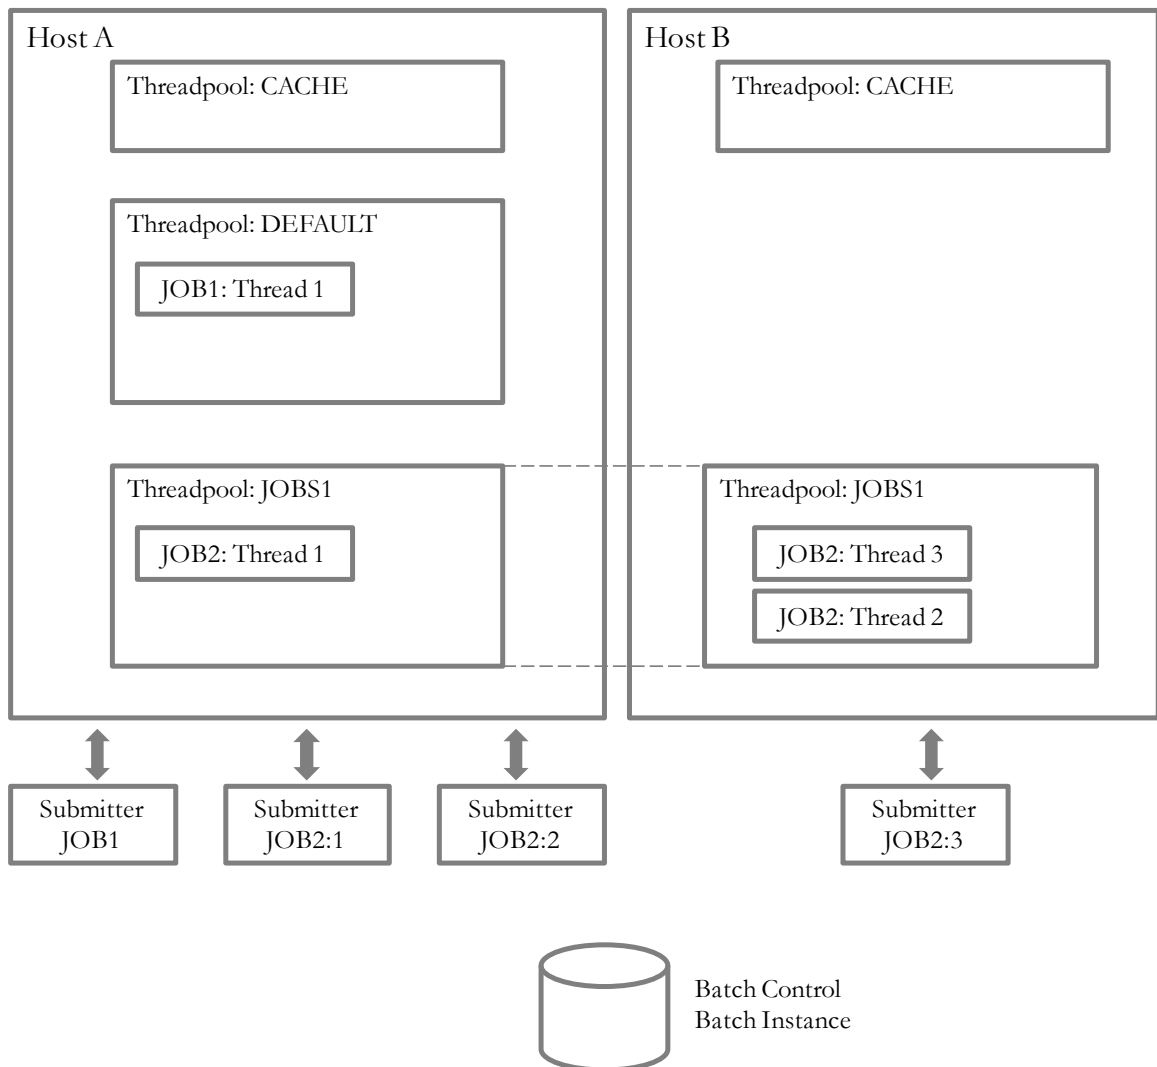 Host A
Threadpool: CACHE
Threadpool: DEFAULT
JOB1: Thread 1
Threadpool: JOBS1
JOB2: Thread 1
Host B
Threadpool: CACHE
Threadpool: JOBS1
JOB2: Thread 3
JOB2: Thread 2
Submitter
JOB1
Submitter
JOB2:1
Submitter
JOB2:2
Submitter
JOB2:3
Batch Control
Batch Instance